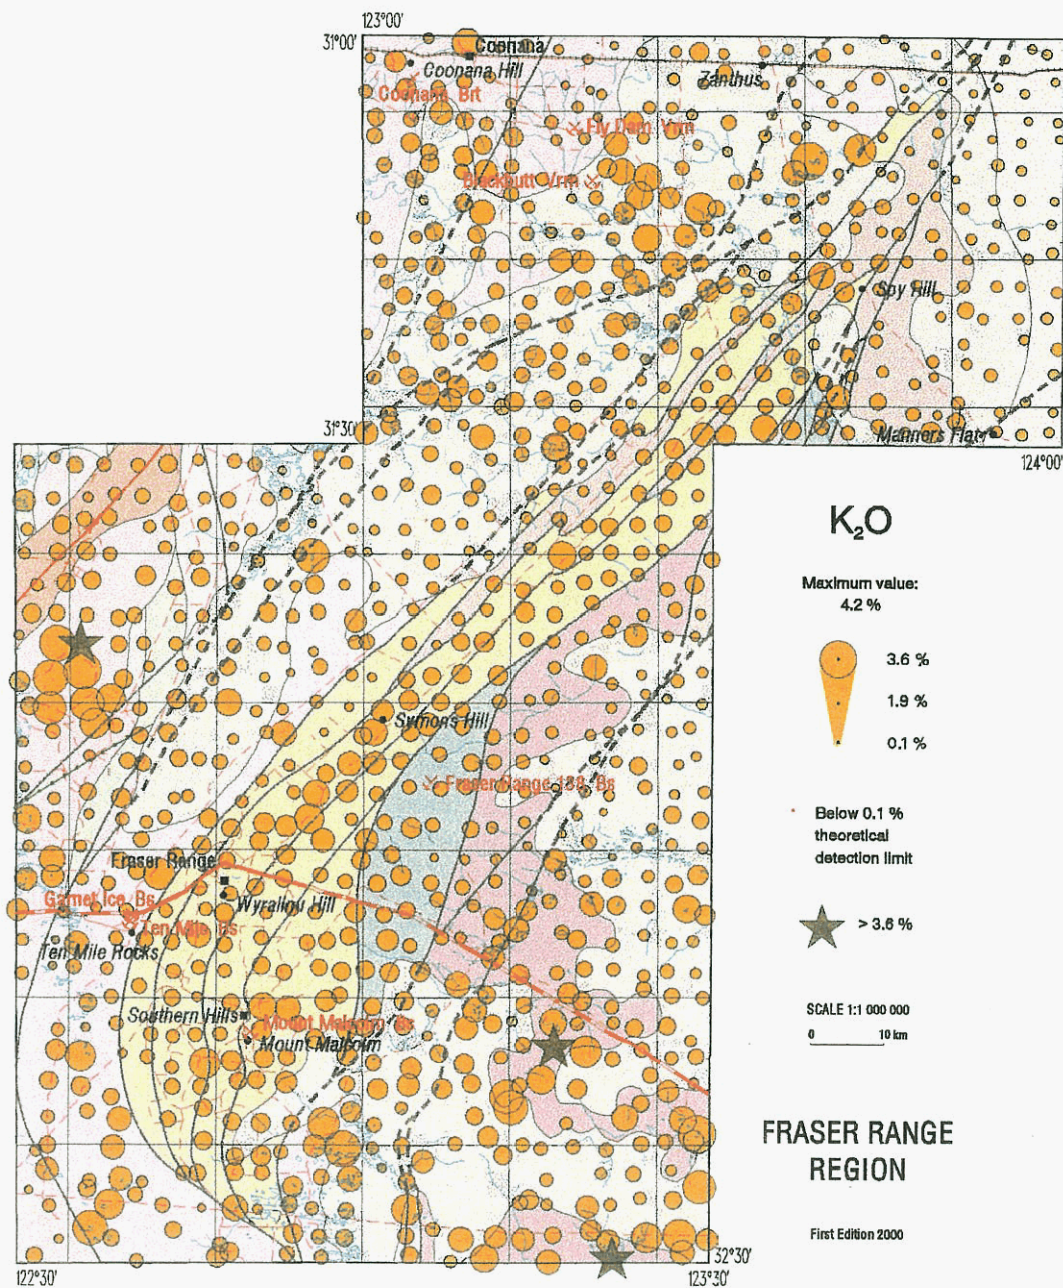 123°00'
31°00'
Coonana
Coonana Hill
Zanthus
Coonana Brt
Fly Dam Vrm
Blackbutt Vrm
Spy Hill
31°30'
Manners Flat
124°00'
K₂O
Maximum value:
4.2 %
3.6 %
1.9 %
0.1 %
Symons Hill
Fraser Range 138 Bs
Below 0.1 %
theoretical
detection limit
Fraser Range
Wyralinu Hill
Garnet Ice Bs
Ten Mile Bs
Ten Mile Rocks
> 3.6 %
Southern Hills
Mount Malcolm Bs
Mount Malcolm
SCALE 1:1 000 000
0 10 km
FRASER RANGE
REGION
First Edition 2000
32°30'
122°30'
123°30'